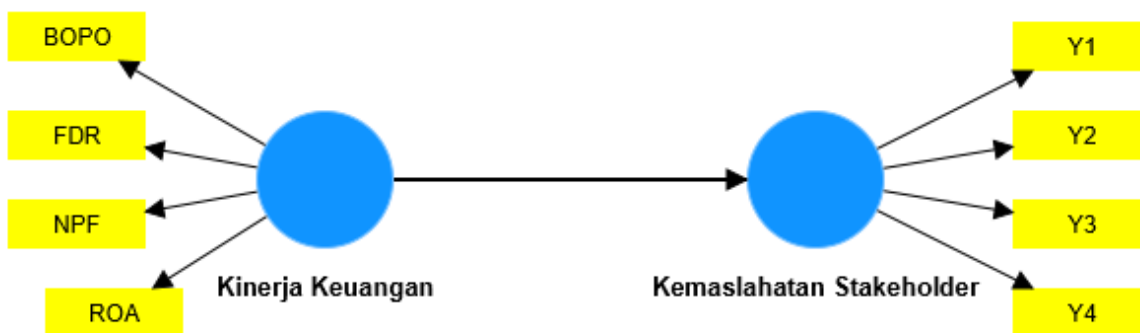 BOPO
FDR
NPF
ROA
Kinerja Keuangan
Kemaslahatan Stakeholder
Y1
Y2
Y3
Y4